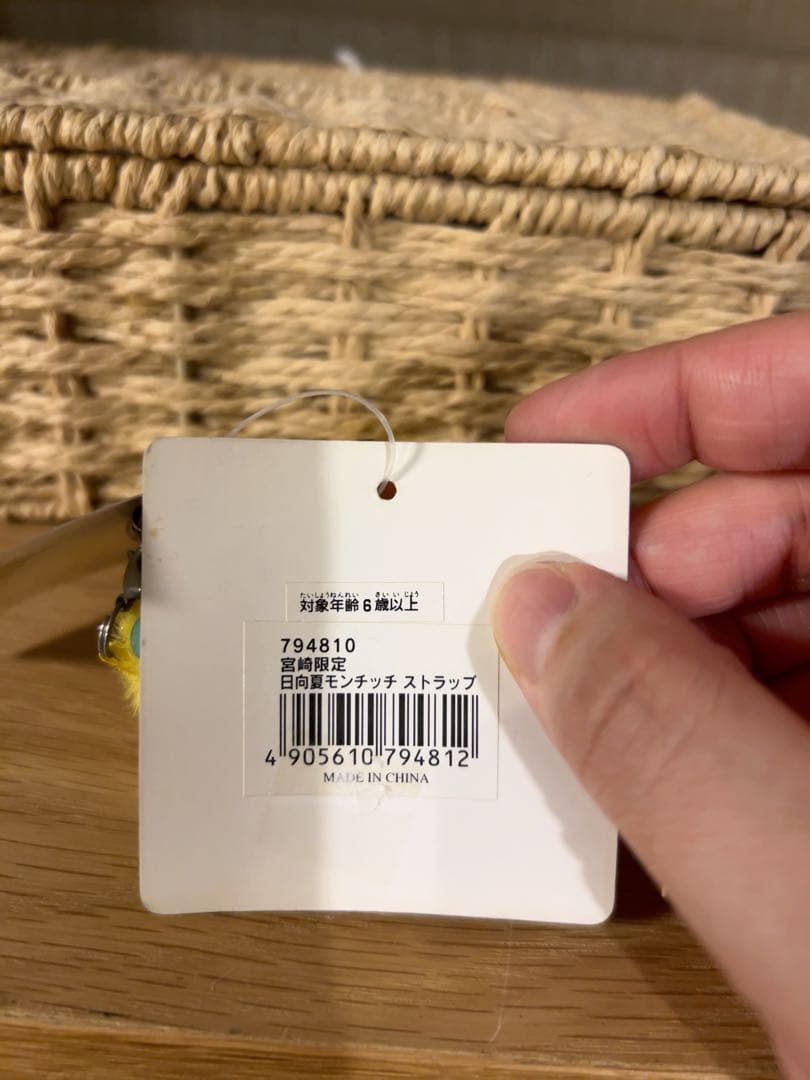 たいしょうねんれい さい い じょう
対象年齢6歳以上
794810
宮崎限定
日向夏モンチッチ ストラップ
4 905610 794812
MADE IN CHINA